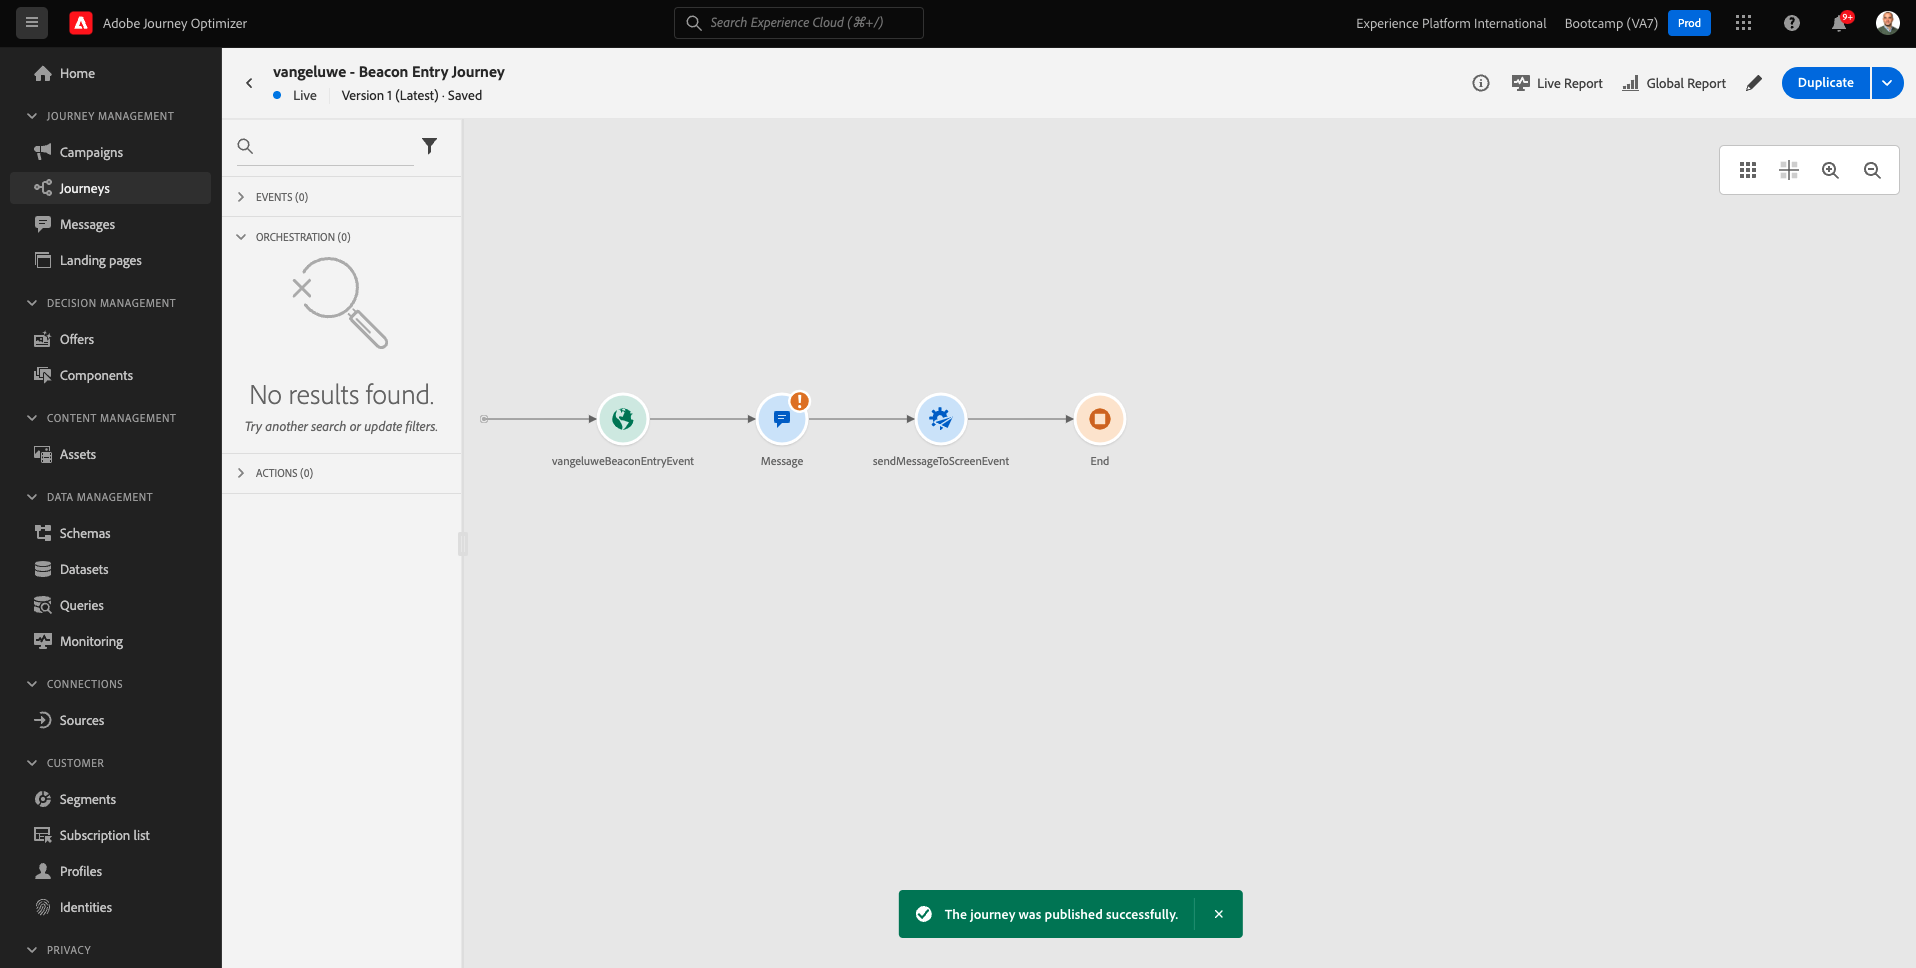 Adobe Journey Optimizer
Search Experience Cloud (⌘+/)
Experience Platform International
Bootcamp (VA7)
Prod
9+
Home
JOURNEY MANAGEMENT
Campaigns
Journeys
Messages
Landing pages
DECISION MANAGEMENT
Offers
Components
CONTENT MANAGEMENT
Assets
DATA MANAGEMENT
Schemas
Datasets
Queries
Monitoring
CONNECTIONS
Sources
CUSTOMER
Segments
Subscription list
Profiles
Identities
PRIVACY
vangeluwe - Beacon Entry Journey
Live
Version 1 (Latest) · Saved
Live Report
Global Report
Duplicate
EVENTS (0)
ORCHESTRATION (0)
No results found.
Try another search or update filters.
ACTIONS (0)
vangeluweBeaconEntryEvent
Message
sendMessageToScreenEvent
End
The journey was published successfully.